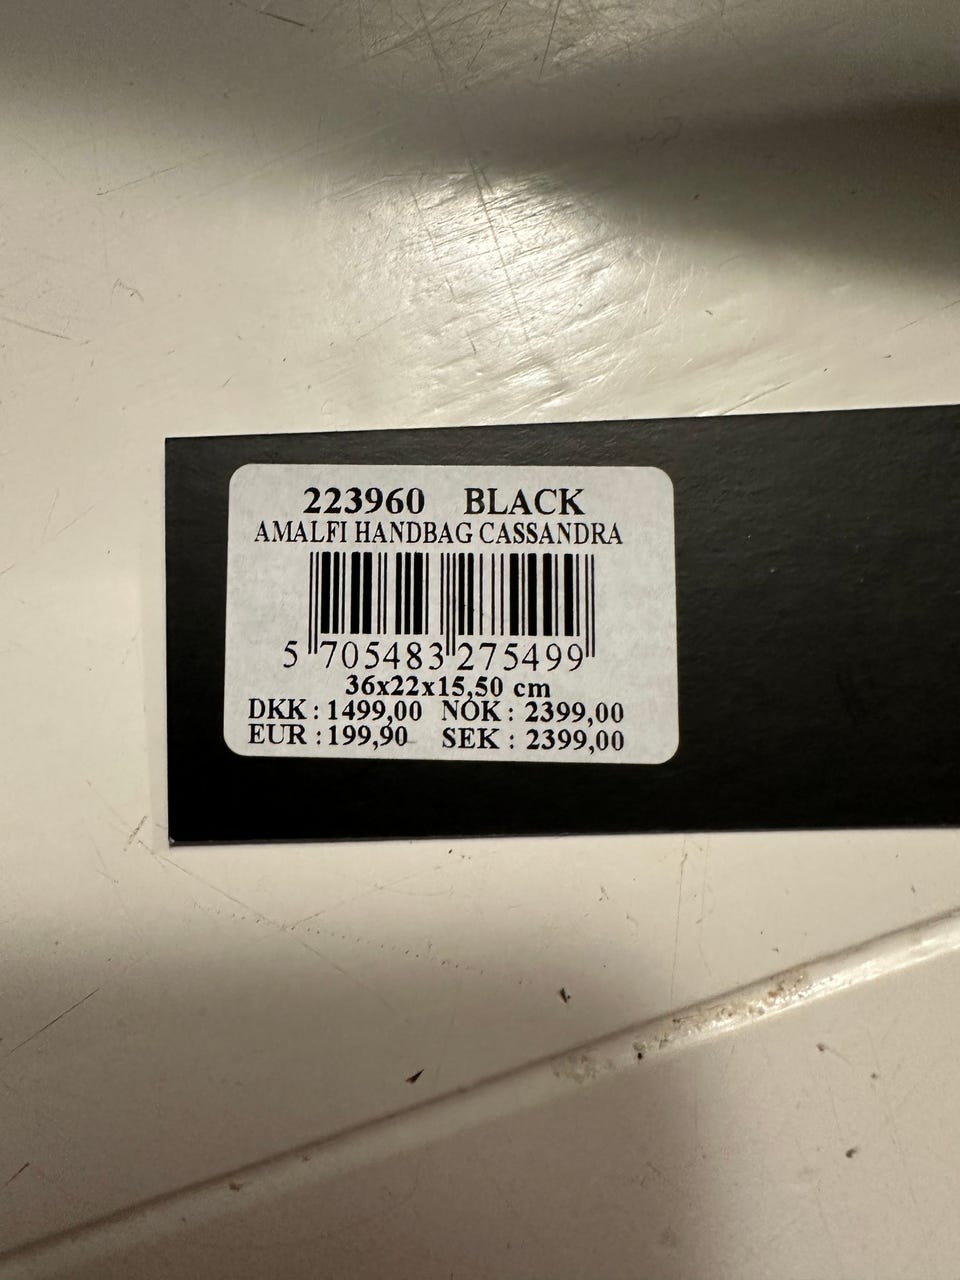 223960 BLACK
AMALFI HANDBAG CASSANDRA
5 705483 275499
36x22x15,50 cm
DKK : 1499,00 NOK : 2399,00
EUR : 199,90 SEK : 2399,00